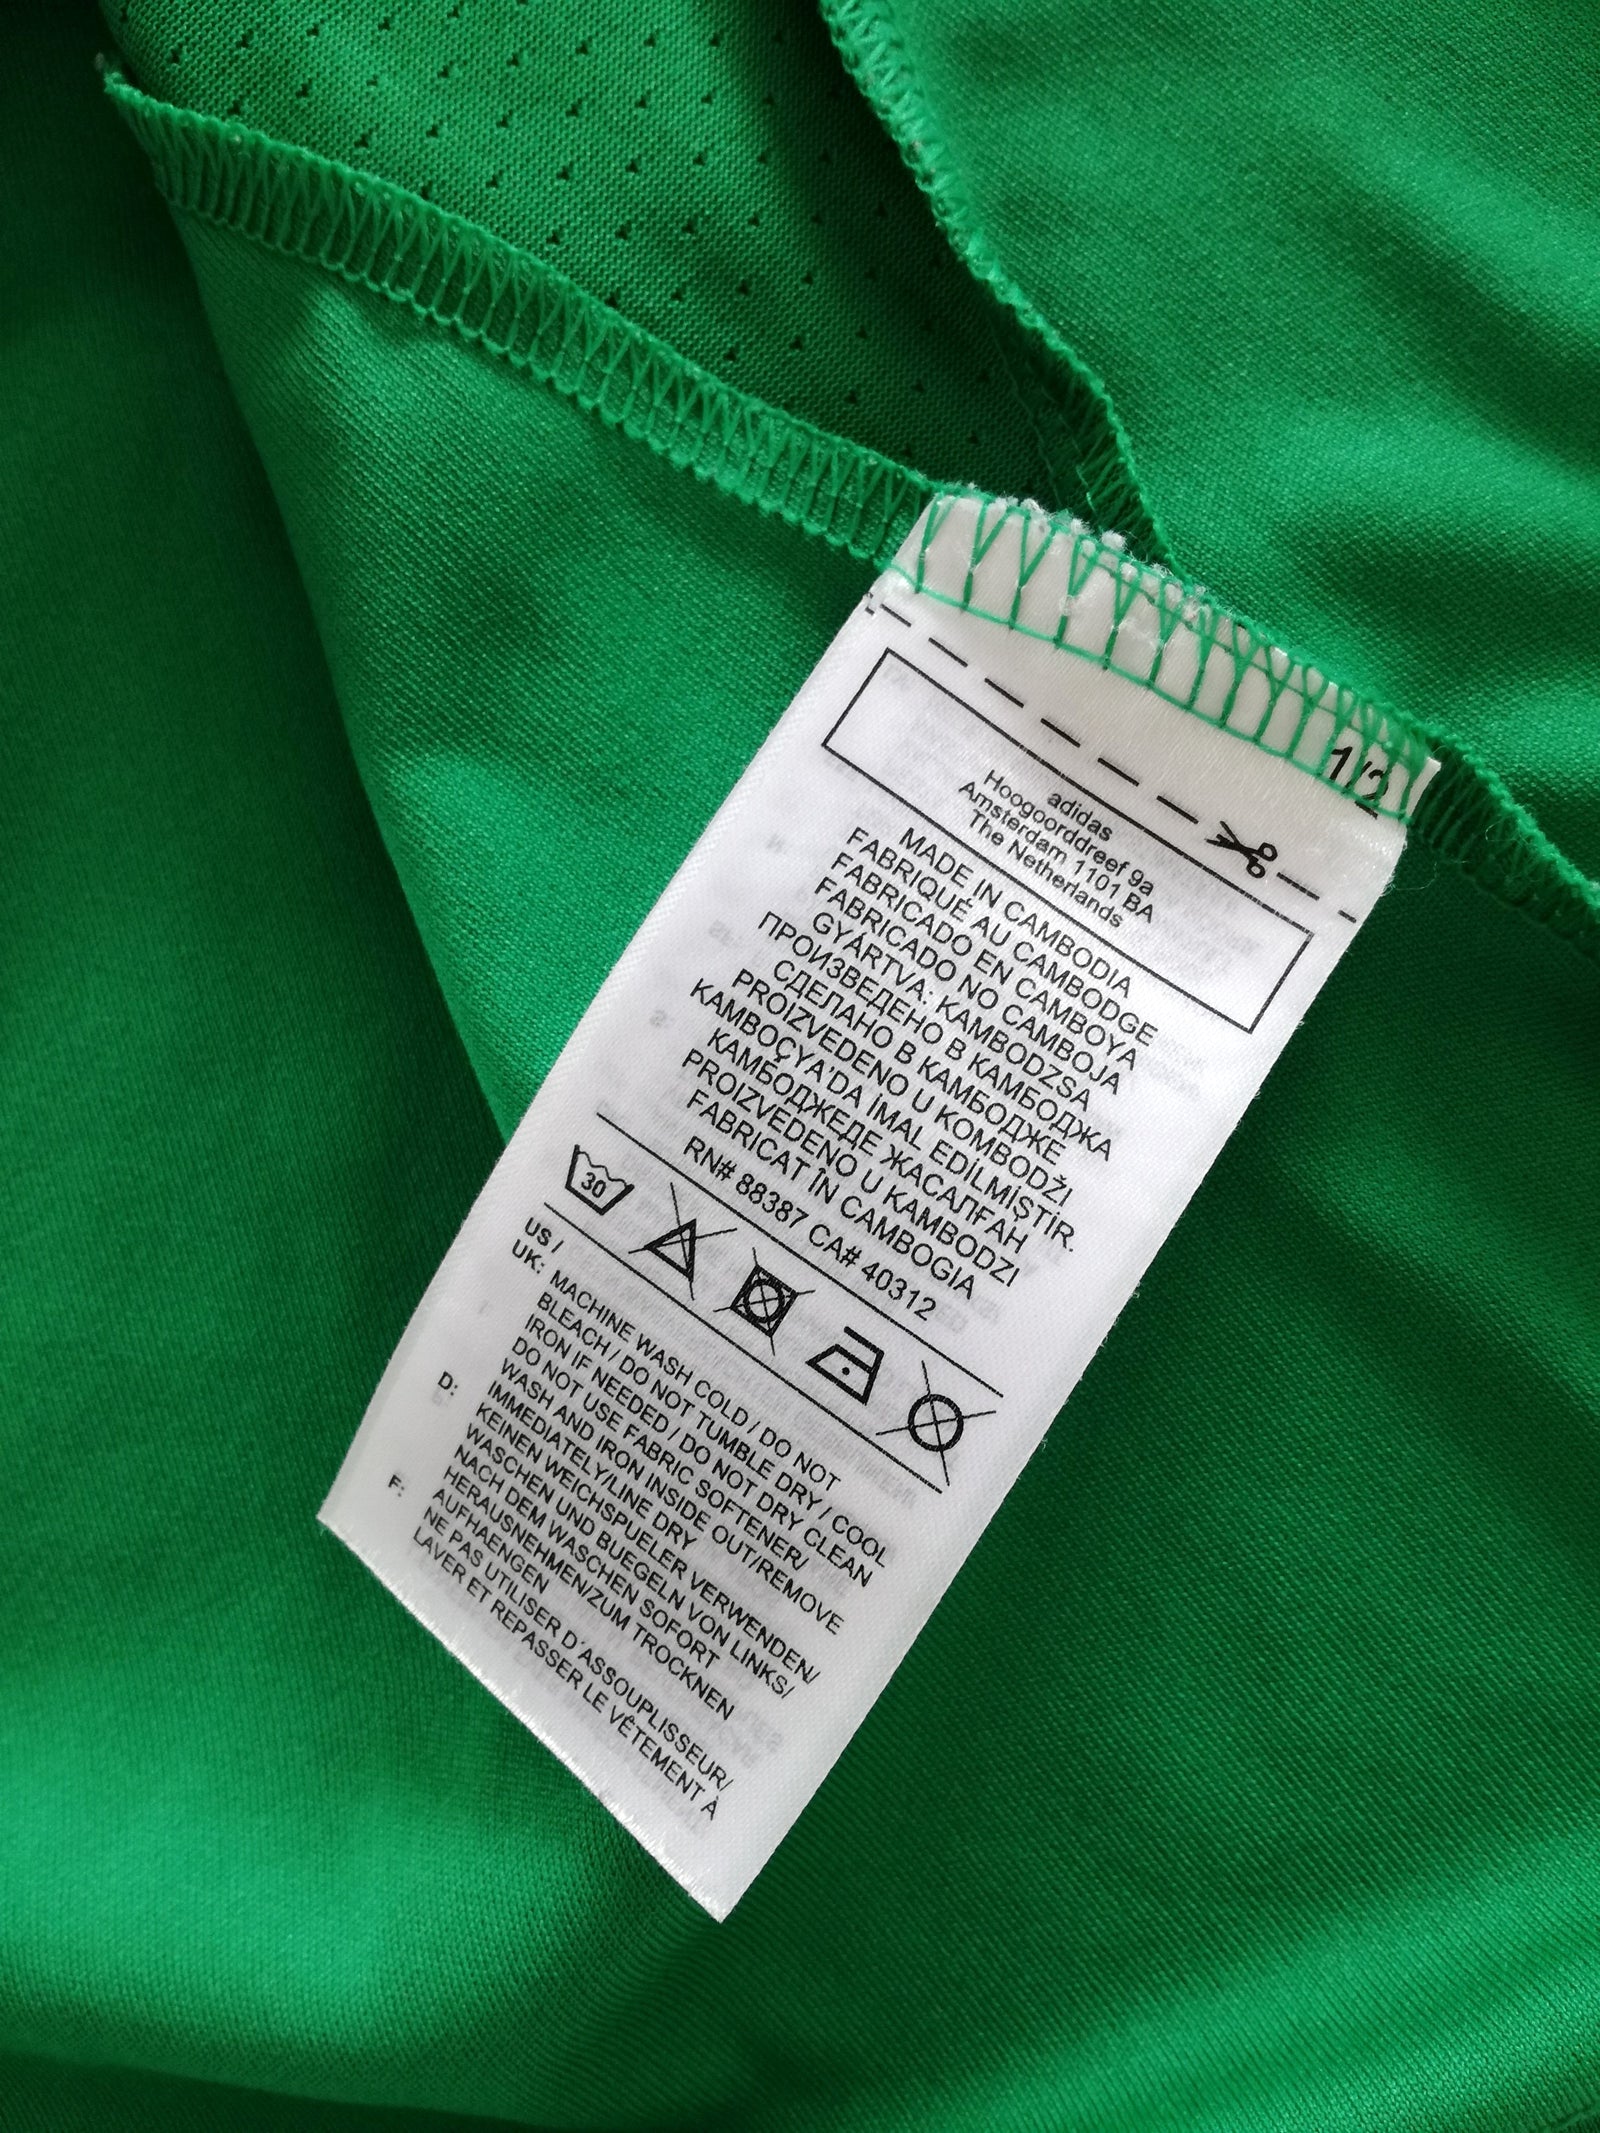 1/2
adidas
Hoogoorddreef 9a
Amsterdam 1101 BA
The Netherlands
MADE IN CAMBODIA
FABRIQUÉ AU CAMBODGE
FABRICADO EN CAMBOYA
FABRICADO NO CAMBOJA
GYÁRTVA: KAMBODZSA
ПРОИЗВЕДЕНО В КАМБОДЖА
СДЕЛАНО В КАМБОДЖЕ
PROIZVEDENO U KOMBODŽI
KAMBOÇYA'DA İMAL EDİLMİŞTİR.
КАМБОДЖЕДЕ ЖАСАЛҒАН
PROIZVEDENO U KAMBODZI
FABRICAT ÎN CAMBOGIA
RN# 88387 CA# 40312
30
US /
UK: MACHINE WASH COLD / DO NOT
BLEACH / DO NOT TUMBLE DRY / COOL
IRON IF NEEDED / DO NOT DRY CLEAN
DO NOT USE FABRIC SOFTENER/
WASH AND IRON INSIDE OUT/REMOVE
IMMEDIATELY/LINE DRY
D: KEINEN WEICHSPUELER VERWENDEN/
WASCHEN UND BUEGELN VON LINKS/
NACH DEM WASCHEN SOFORT
HERAUSNEHMEN/ZUM TROCKNEN
AUFHAENGEN
F: NE PAS UTILISER D´ASSOUPLISSEUR/
LAVER ET REPASSER LE VÊTEMENT À